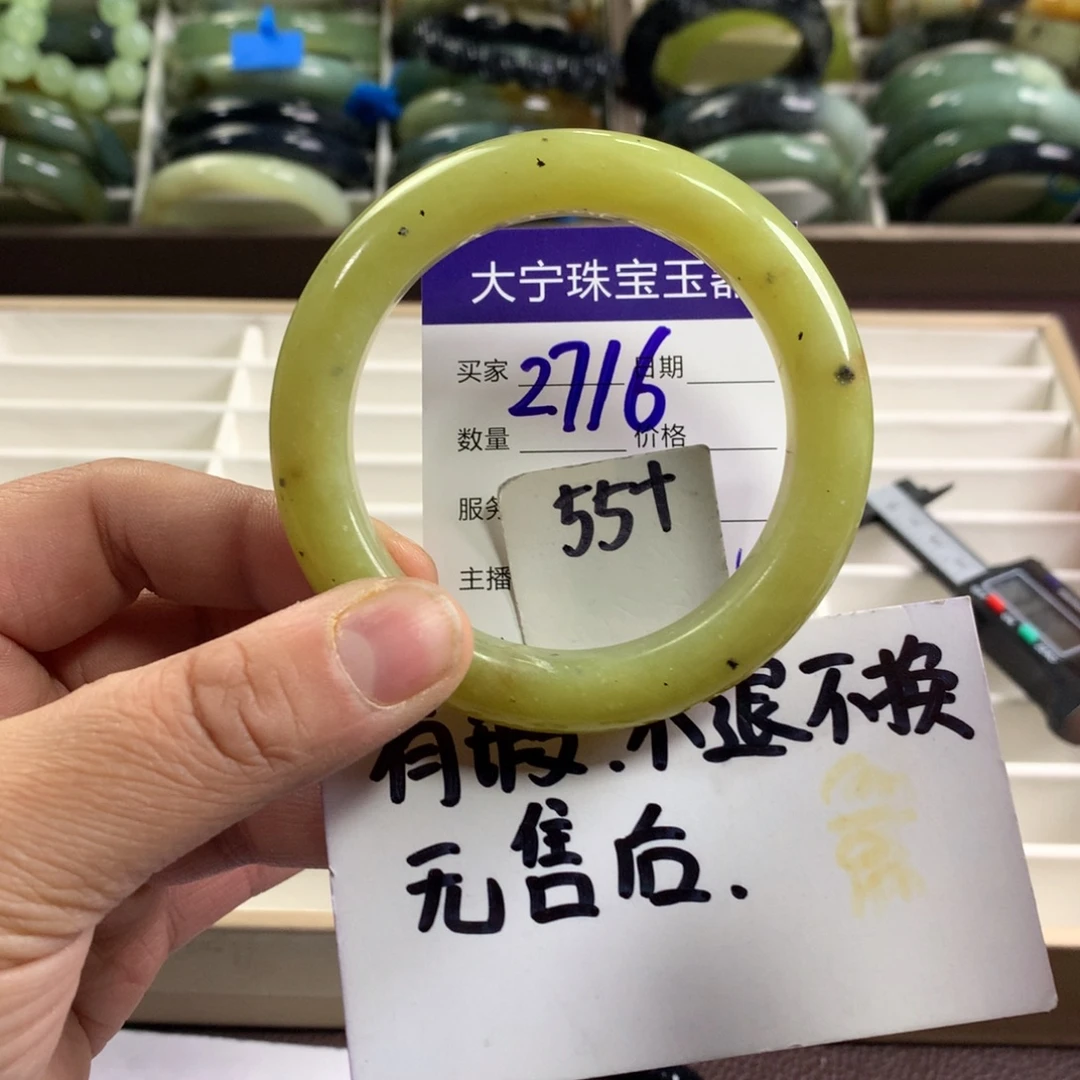 大宁珠宝玉器
买家 2716 日期
数量 价格
服务
主播
55+
有瑕.不退不换
无售后.